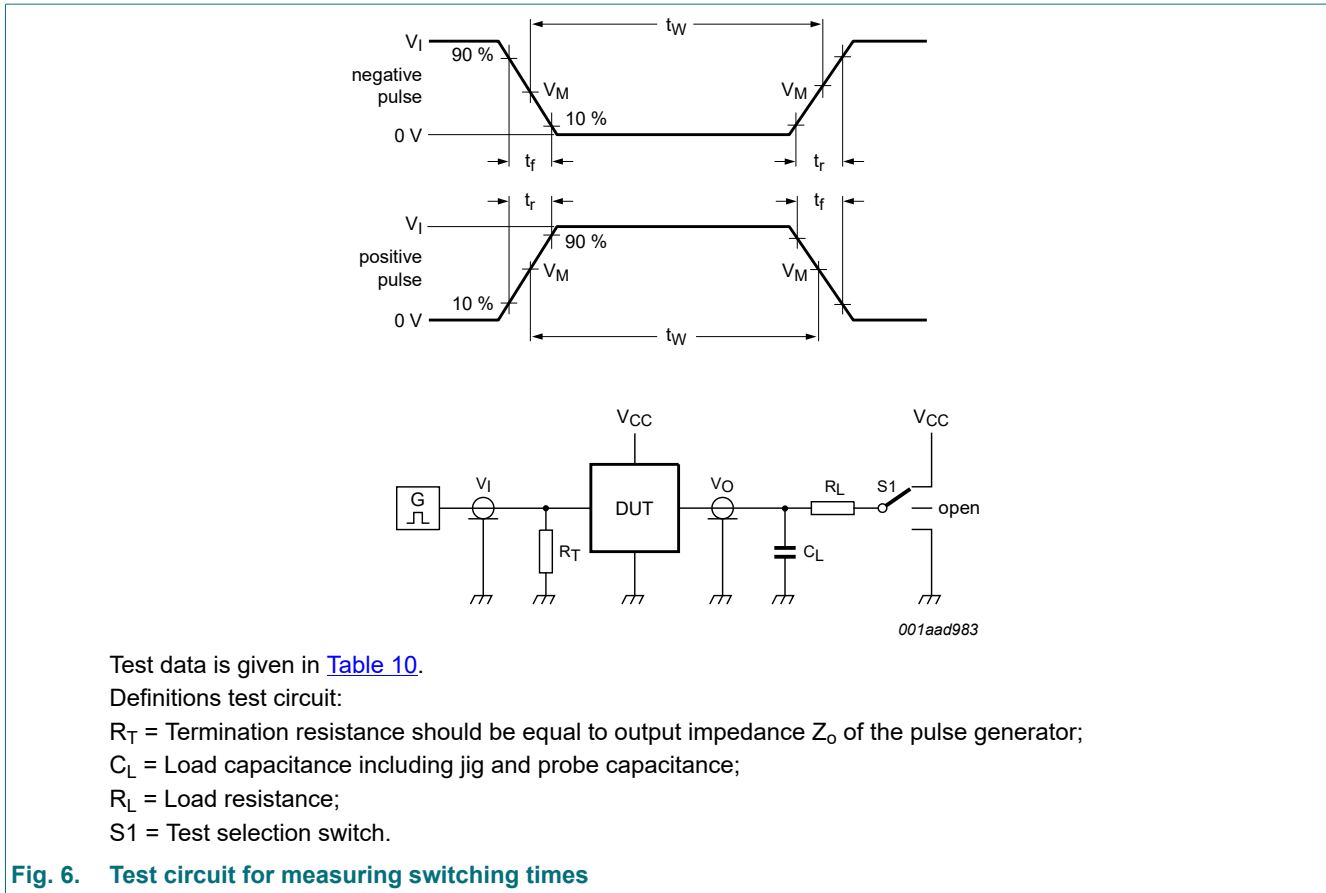 tW
VI
90 %
negative
pulse
VM
VM
10 %
0 V
tf
tr
tr
tf
VI
90 %
positive
pulse
VM
VM
10 %
0 V
tW
VCC
VCC
G
VI
DUT
VO
RL
S1
open
RT
CL
001aad983
Test data is given in Table 10.
Definitions test circuit:
RT = Termination resistance should be equal to output impedance Zo of the pulse generator;
CL = Load capacitance including jig and probe capacitance;
RL = Load resistance;
S1 = Test selection switch.
Fig. 6. Test circuit for measuring switching times